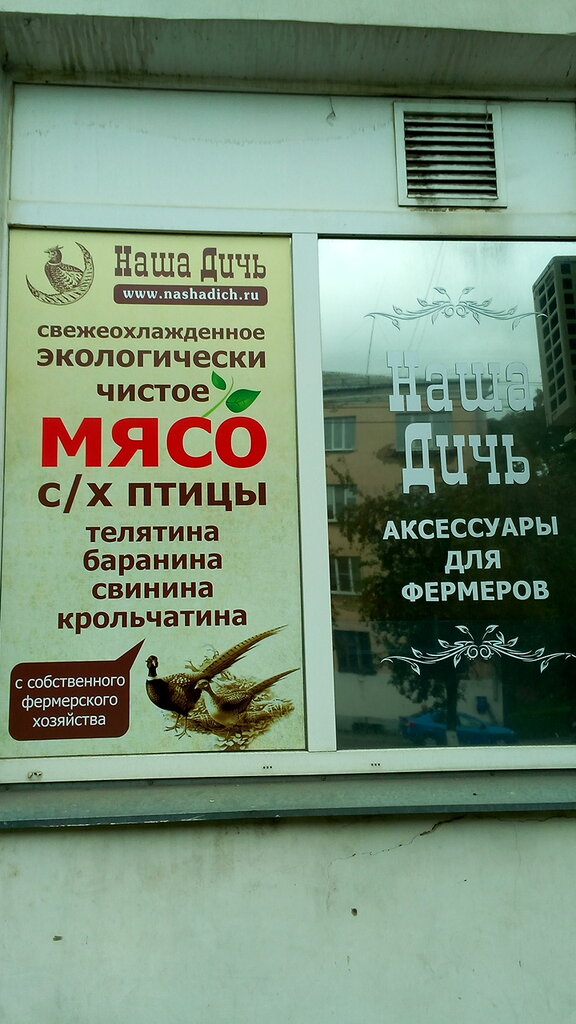 Наша Дичь
www.nashadich.ru
свежеохлажденное
экологически
чистое
мясо
с/х птицы
телятина
баранина
свинина
крольчатина
с собственного
фермерского
хозяйства
Наша
Дичь
АКСЕССУАРЫ
ДЛЯ
ФЕРМЕРОВ